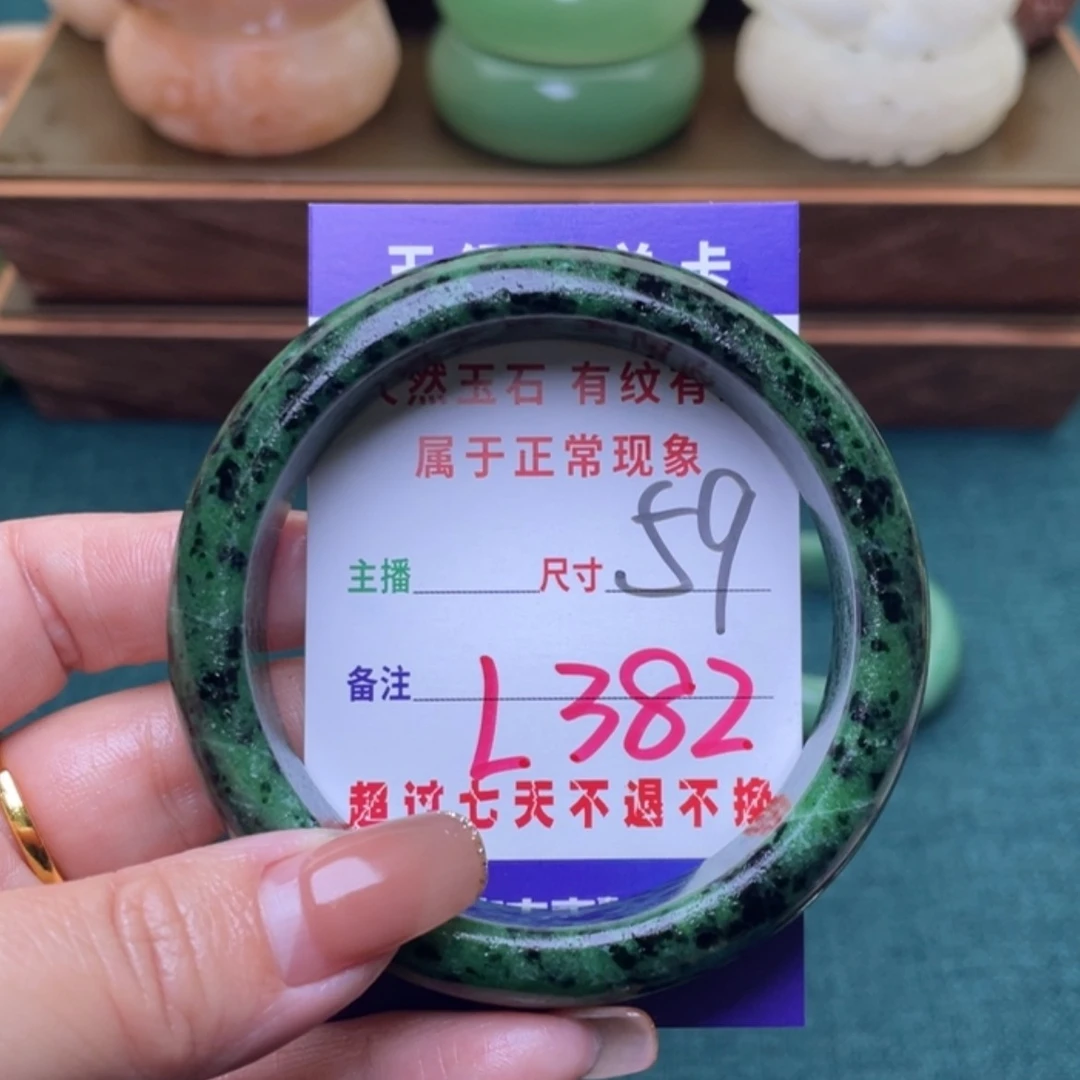 然玉石 有纹有
属于正常现象
主播 尺寸 59
备注 L382
超过七天不退不换